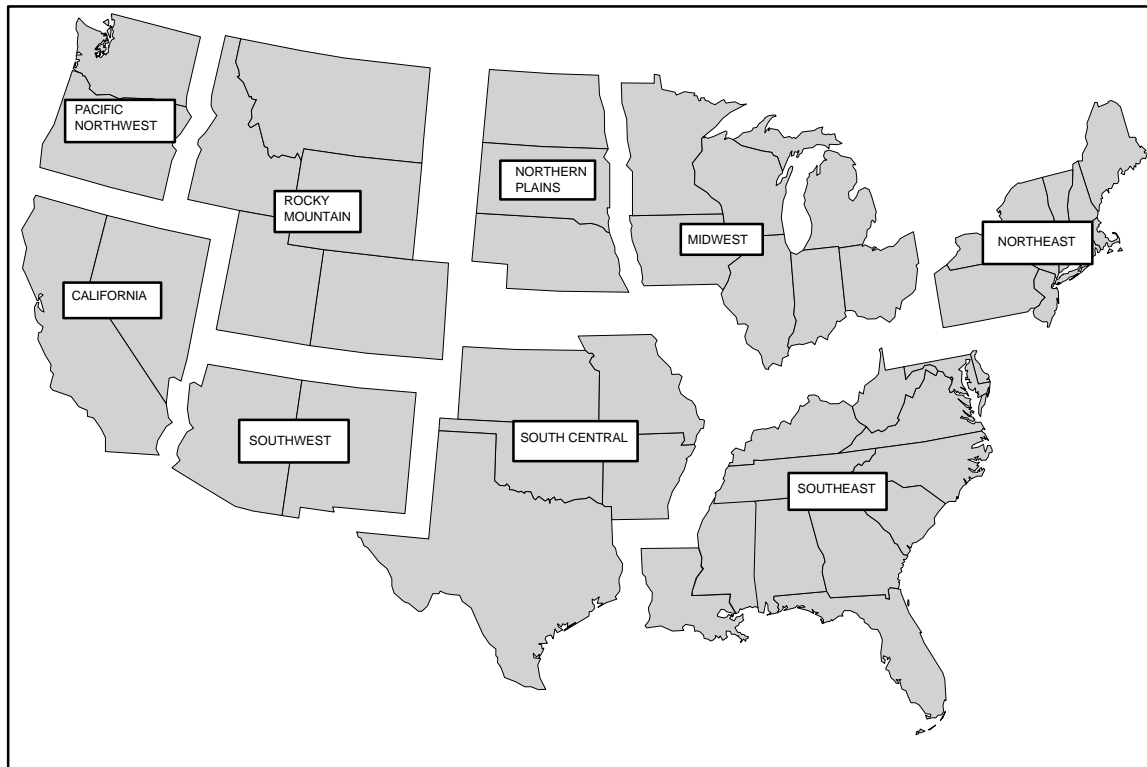 PACIFIC
NORTHWEST
ROCKY
MOUNTAIN
NORTHERN
PLAINS
MIDWEST
NORTHEAST
CALIFORNIA
SOUTHWEST
SOUTH CENTRAL
SOUTHEAST